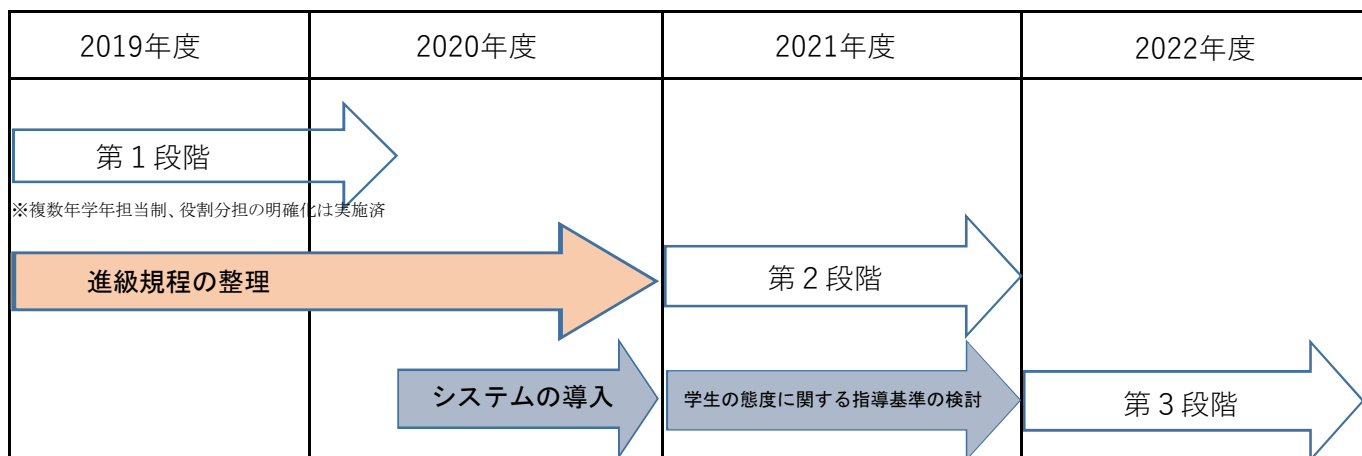 2019年度
2020年度
2021年度
2022年度
第1段階
※複数年学年担当制、役割分担の明確化は実施済
進級規程の整理
第2段階
システムの導入
学生の態度に関する指導基準の検討
第3段階